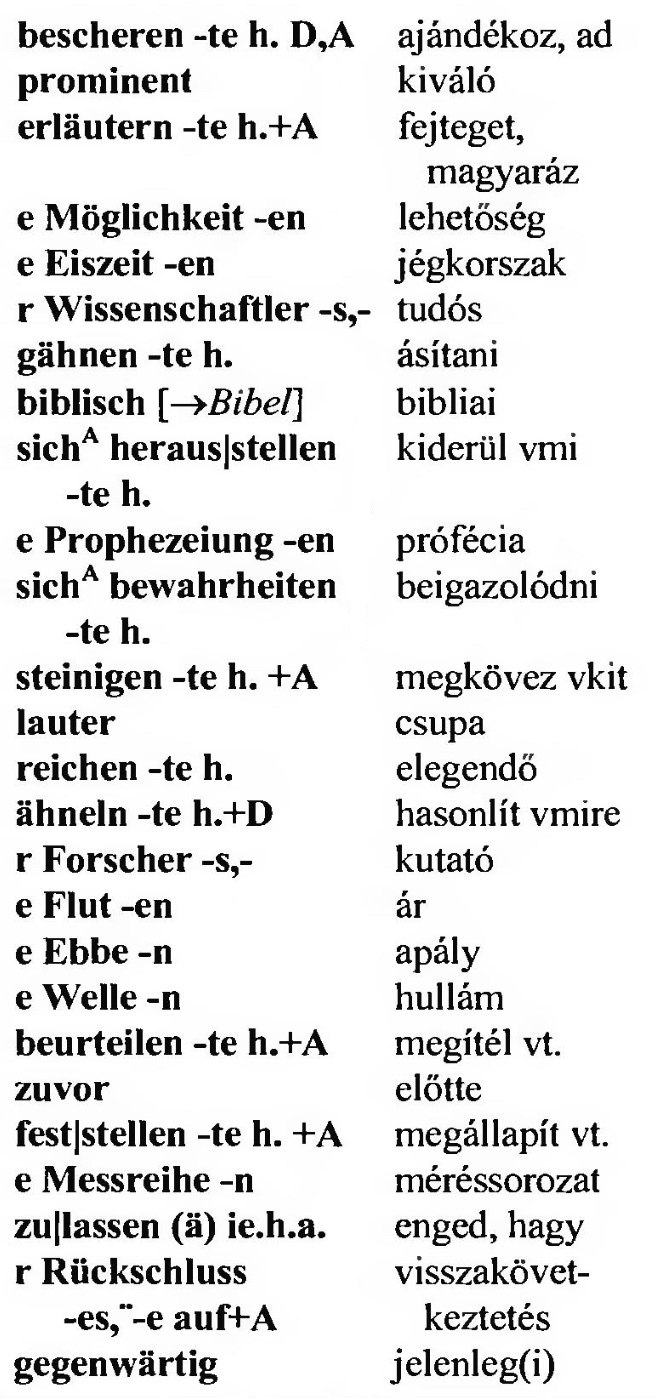 bescheren -te h. D,A ajándékoz, ad
prominent kiváló
erläutern -te h.+A fejteget,
magyaráz
e Möglichkeit -en lehetőség
e Eiszeit -en jégkorszak
r Wissenschaftler -s,- tudós
gähnen -te h. ásítani
biblisch [→Bibel] bibliai
sichᴬ heraus|stellen kiderül vmi
-te h.
e Prophezeiung -en prófécia
sichᴬ bewahrheiten beigazolódni
-te h.
steinigen -te h. +A megkövez vkit
lauter csupa
reichen -te h. elegendő
ähneln -te h.+D hasonlít vmire
r Forscher -s,- kutató
e Flut -en ár
e Ebbe -n apály
e Welle -n hullám
beurteilen -te h.+A megítél vt.
zuvor előtte
fest|stellen -te h. +A megállapít vt.
e Messreihe -n méréssorozat
zu|lassen (ä) ie.h.a. enged, hagy
r Rückschluss visszakövet-
-es,¨-e auf+A keztetés
gegenwärtig jelenleg(i)